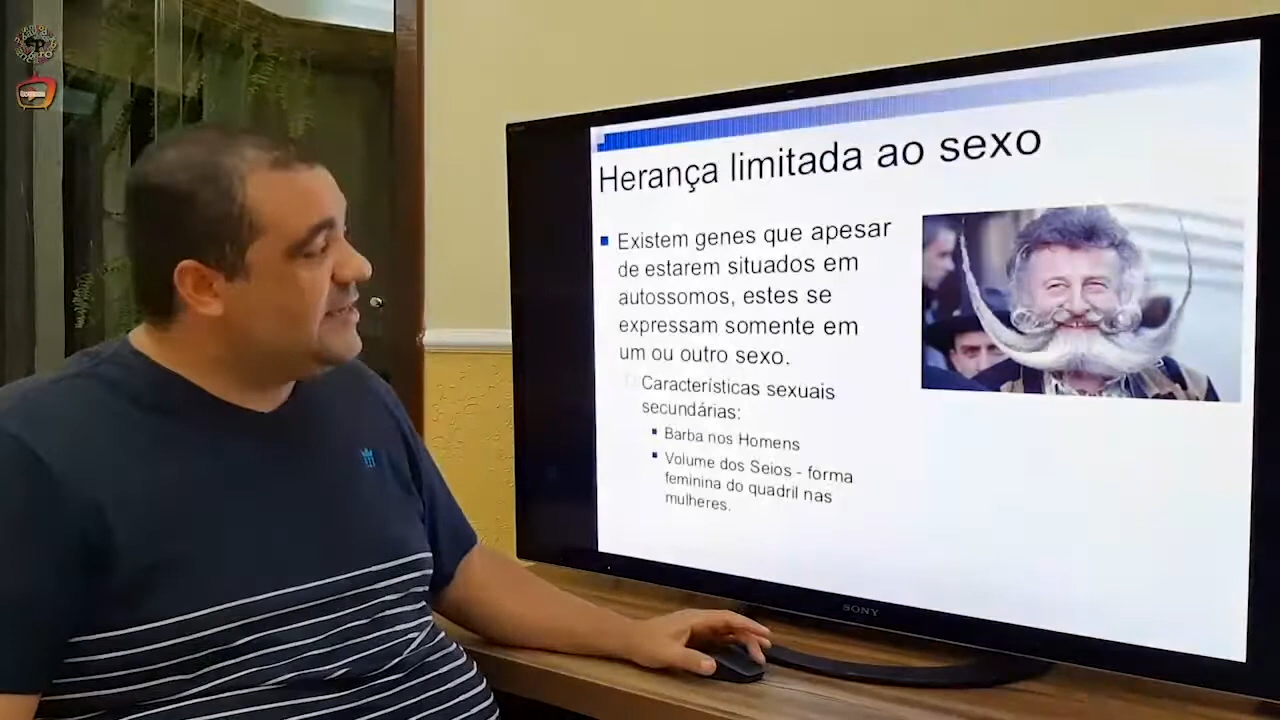 Herança limitada ao sexo
Existem genes que apesar
de estarem situados em
autossomos, estes se
expressam somente em
um ou outro sexo.
Características sexuais
secundárias:
Barba nos Homens
Volume dos Seios - forma
feminina do quadril nas
mulheres.
SONY